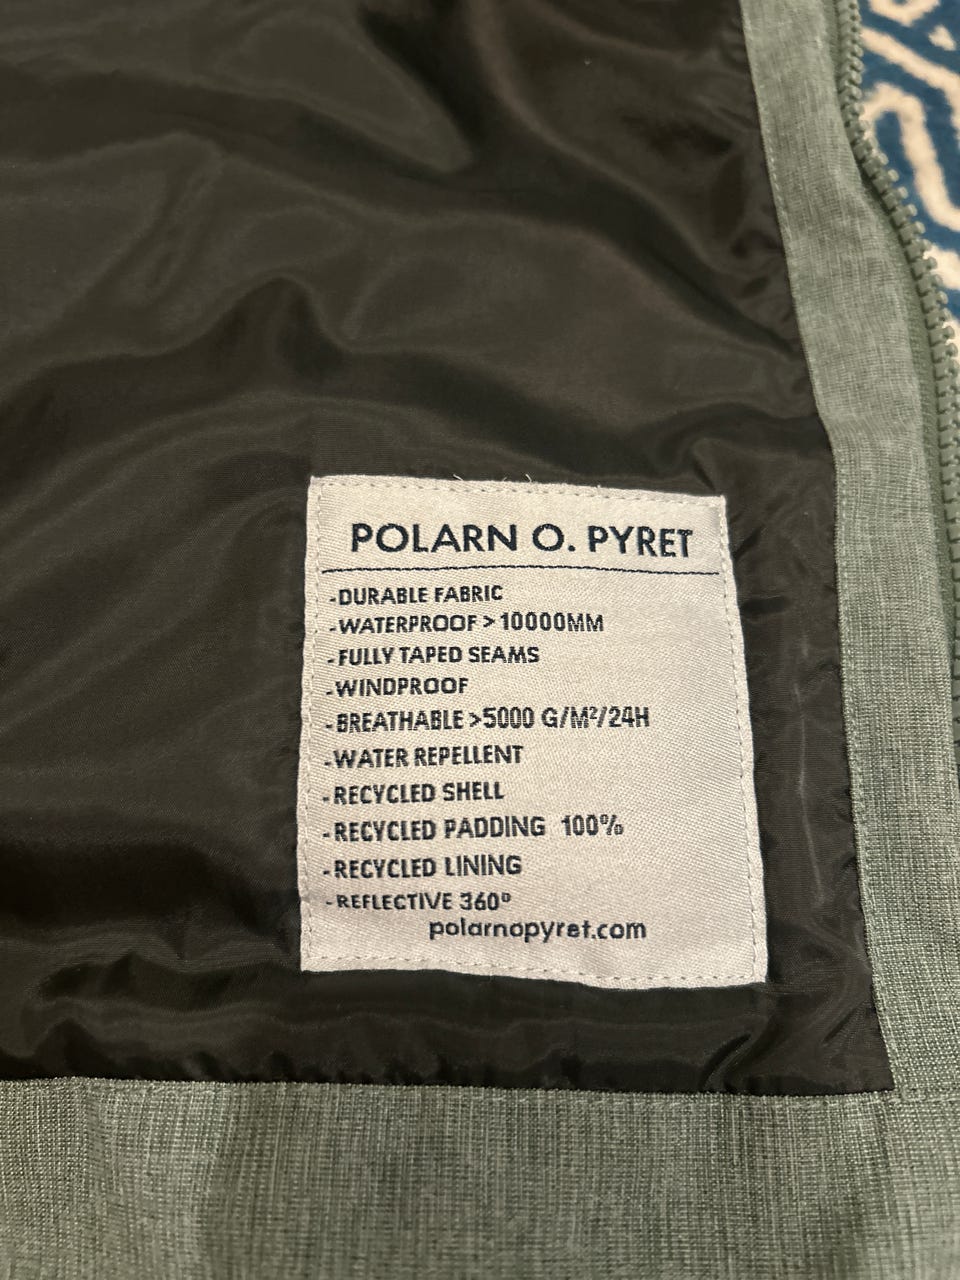 POLARN O. PYRET
-DURABLE FABRIC
-WATERPROOF >10000MM
-FULLY TAPED SEAMS
-WINDPROOF
-BREATHABLE >5000 G/M²/24H
-WATER REPELLENT
-RECYCLED SHELL
-RECYCLED PADDING 100%
-RECYCLED LINING
-REFLECTIVE 360°
polarnopyret.com